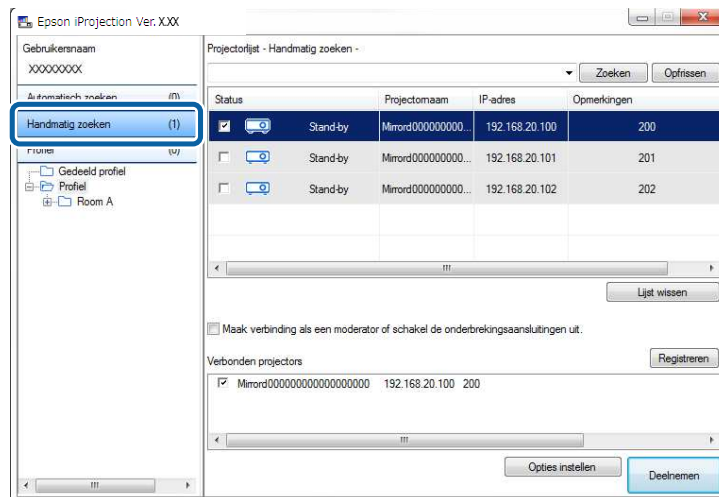 Epson iProjection Ver. X.XX
Gebruikersnaam
XXXXXXXX
Automatisch zoeken (0)
Handmatig zoeken (1)
Profiel (0)
Gedeeld profiel
Profiel
Room A
Projectorlijst - Handmatig zoeken -
Zoeken Opfrissen
Status Projectornaam IP-adres Opmerkingen
Stand-by Mirrord000000000... 192.168.20.100 200
Stand-by Mirrord000000000... 192.168.20.101 201
Stand-by Mirrord000000000... 192.168.20.102 202
Lijst wissen
Maak verbinding als een moderator of schakel de onderbrekingsaansluitingen uit.
Verbonden projectors Registreren
Mirrord000000000000000000 192.168.20.100 200
Opties instellen Deelnemen